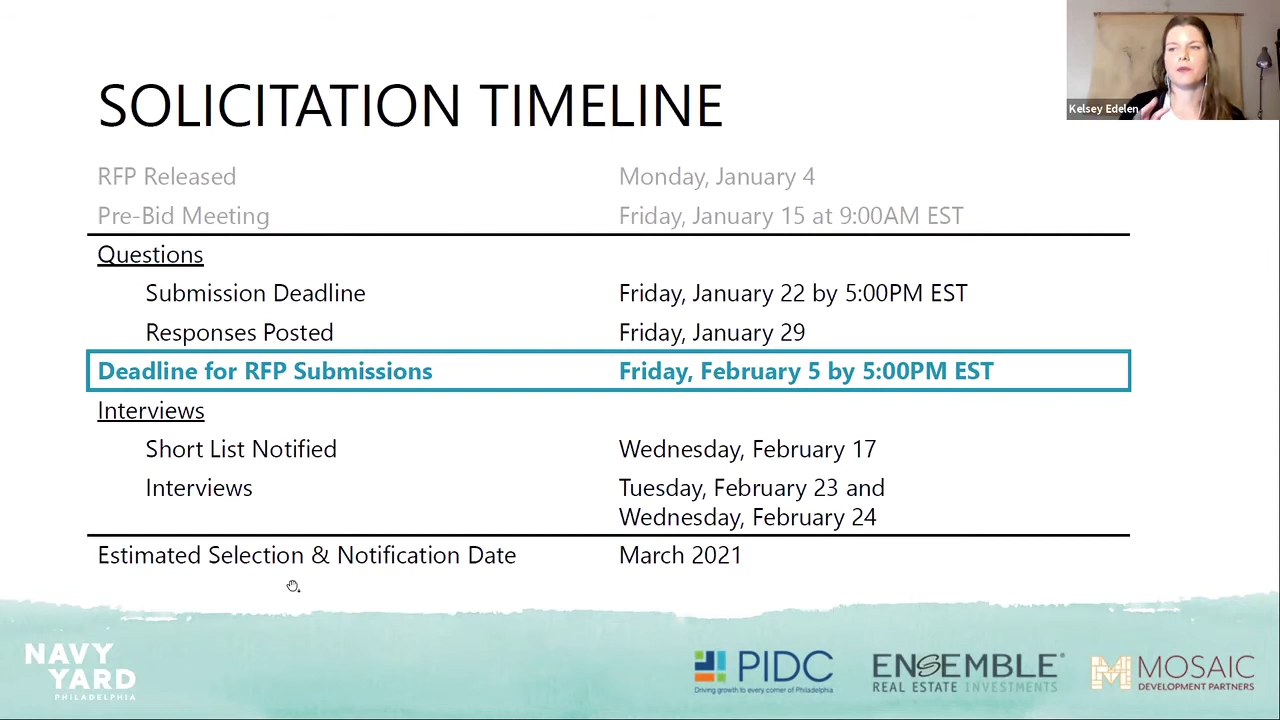 Kelsey Edelen
SOLICITATION TIMELINE
RFP Released Monday, January 4
Pre-Bid Meeting Friday, January 15 at 9:00AM EST
Questions
Submission Deadline Friday, January 22 by 5:00PM EST
Responses Posted Friday, January 29
Deadline for RFP Submissions Friday, February 5 by 5:00PM EST
Interviews
Short List Notified Wednesday, February 17
Interviews Tuesday, February 23 and
Wednesday, February 24
Estimated Selection & Notification Date March 2021
NAVY
YARD
PHILADELPHIA
PIDC
Driving growth to every corner of Philadelphia
ENSEMBLE®
REAL ESTATE INVESTMENTS
MOSAIC
DEVELOPMENT PARTNERS